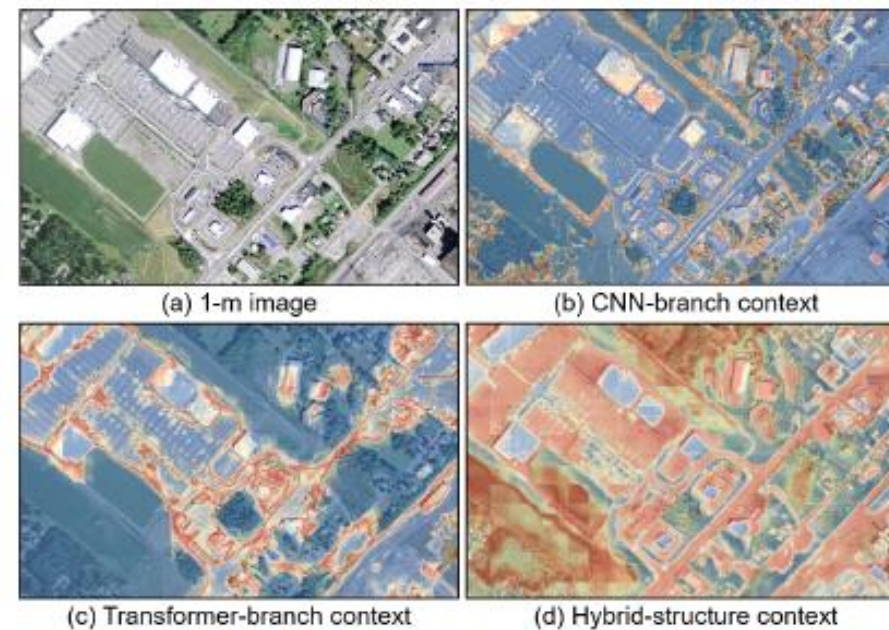 (a) 1-m image
(b) CNN-branch context
(c) Transformer-branch context
(d) Hybrid-structure context